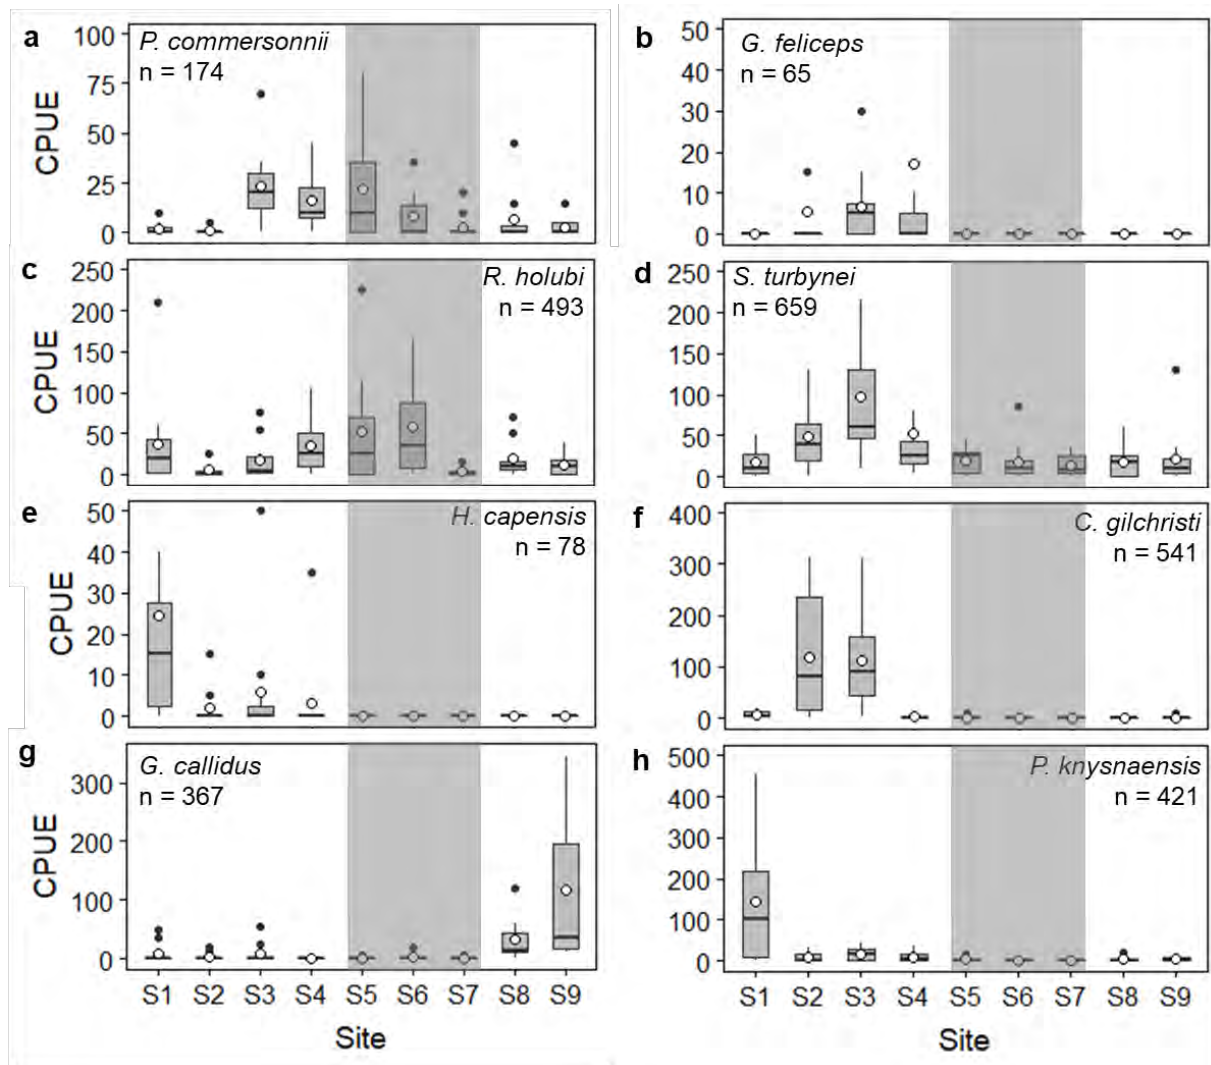 a
P. commersonnii
n = 174
CPUE
100
75
50
25
0
b
G. feliceps
n = 65
50
40
30
20
10
0
c
R. holubi
n = 493
CPUE
250
200
150
100
50
0
d
S. turbynei
n = 659
250
200
150
100
50
0
e
H. capensis
n = 78
CPUE
50
40
30
20
10
0
f
C. gilchristi
n = 541
400
300
200
100
0
g
G. callidus
n = 367
CPUE
300
200
100
0
S1 S2 S3 S4 S5 S6 S7 S8 S9
Site
h
P. knysnaensis
n = 421
500
400
300
200
100
0
S1 S2 S3 S4 S5 S6 S7 S8 S9
Site